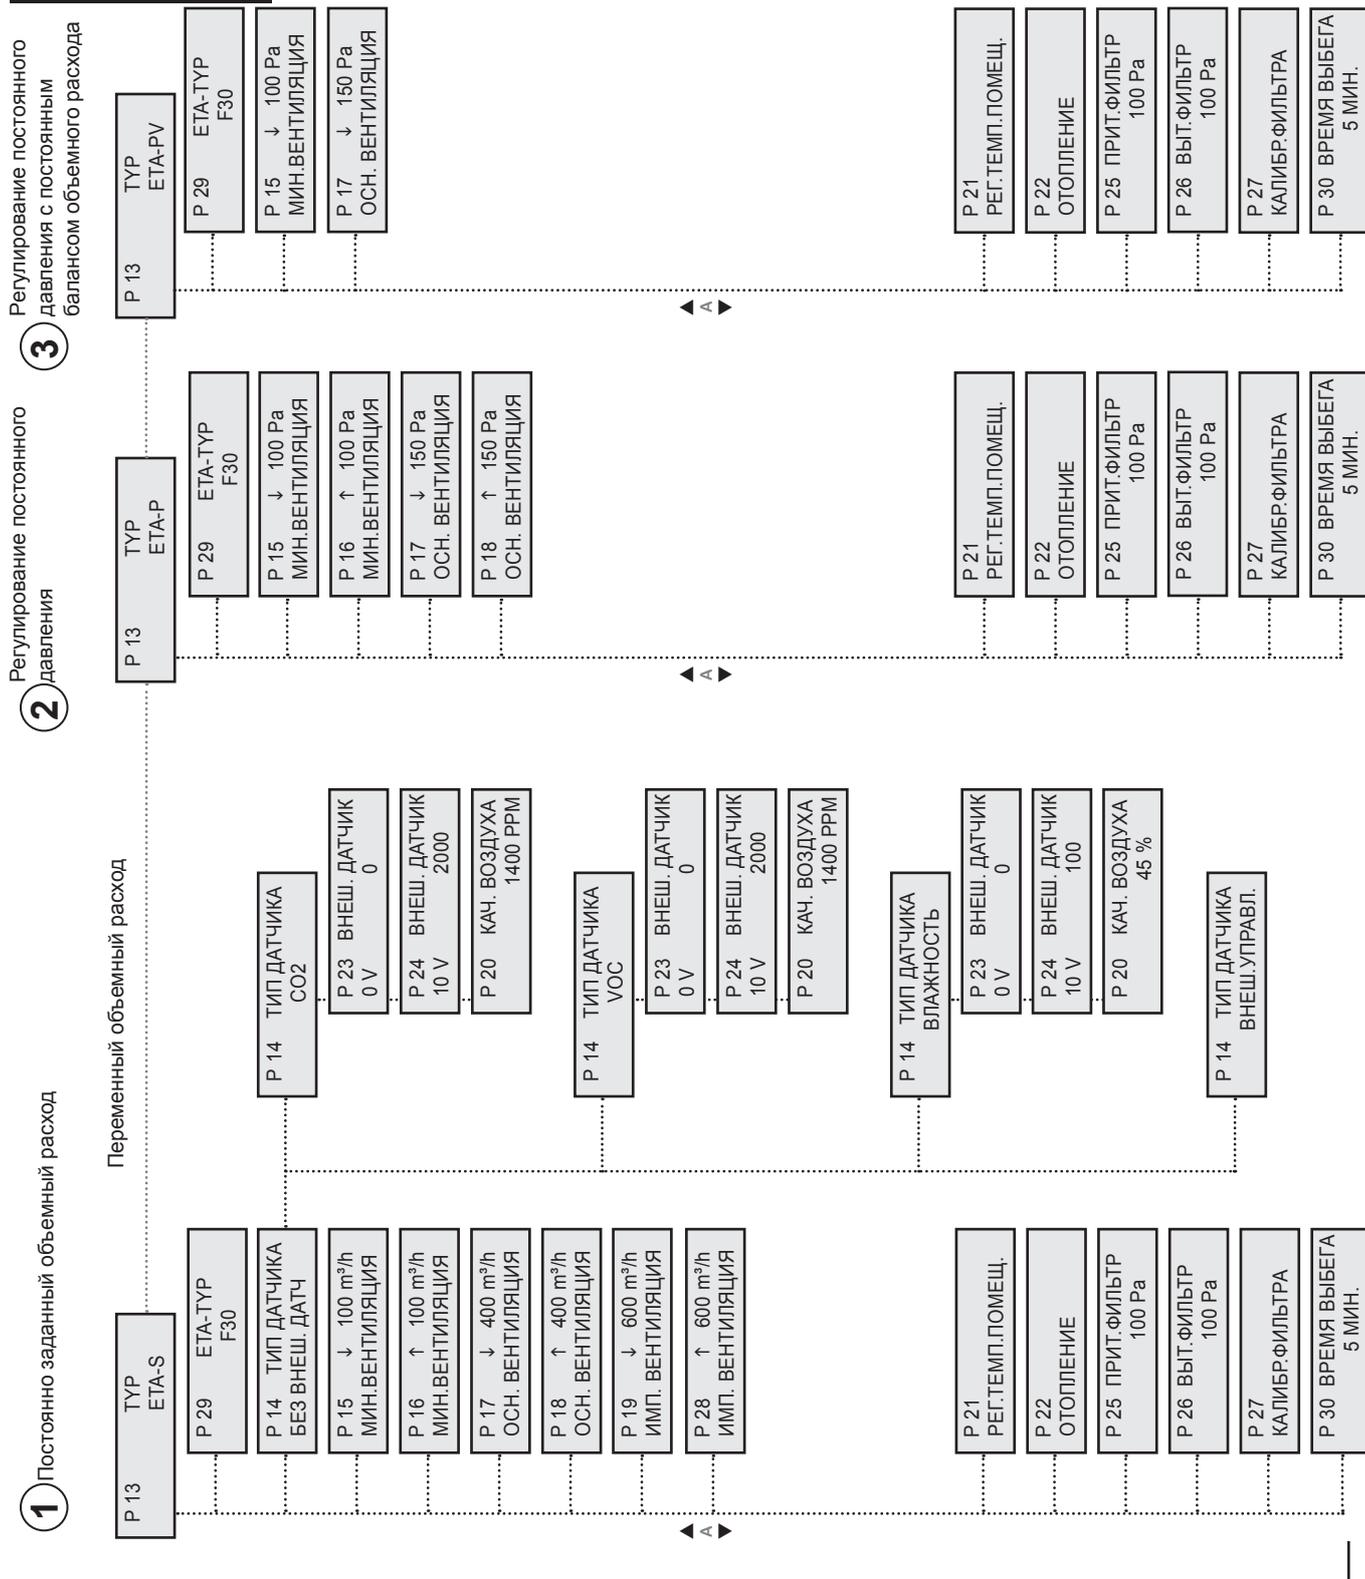 1 Постоянно заданный объемный расход
P 13 TYP
ETA-S
P 29 ETA-TYP
F30
P 14 ТИП ДАТЧИКА
БЕЗ ВНЕШ. ДАТЧ
P 15 ↓ 100 m³/h
МИН.ВЕНТИЛЯЦИЯ
P 16 ↑ 100 m³/h
МИН.ВЕНТИЛЯЦИЯ
P 17 ↓ 400 m³/h
ОСН. ВЕНТИЛЯЦИЯ
P 18 ↑ 400 m³/h
ОСН. ВЕНТИЛЯЦИЯ
P 19 ↓ 600 m³/h
ИМП. ВЕНТИЛЯЦИЯ
P 28 ↑ 600 m³/h
ИМП. ВЕНТИЛЯЦИЯ
A
P 21
РЕГ.ТЕМП.ПОМЕЩ.
P 22
ОТОПЛЕНИЕ
P 25 ПРИТ.ФИЛЬТР
100 Pa
P 26 ВЫТ.ФИЛЬТР
100 Pa
P 27
КАЛИБР.ФИЛЬТРА
P 30 ВРЕМЯ ВЫБЕГА
5 МИН.
Переменный объемный расход
P 14 ТИП ДАТЧИКА
CO2
P 23 ВНЕШ. ДАТЧИК
0 V 0
P 24 ВНЕШ. ДАТЧИК
10 V 2000
P 20 КАЧ. ВОЗДУХА
1400 PPM
P 14 ТИП ДАТЧИКА
VOC
P 23 ВНЕШ. ДАТЧИК
0 V 0
P 24 ВНЕШ. ДАТЧИК
10 V 2000
P 20 КАЧ. ВОЗДУХА
1400 PPM
P 14 ТИП ДАТЧИКА
ВЛАЖНОСТЬ
P 23 ВНЕШ. ДАТЧИК
0 V 0
P 24 ВНЕШ. ДАТЧИК
10 V 100
P 20 КАЧ. ВОЗДУХА
45 %
P 14 ТИП ДАТЧИКА
ВНЕШ.УПРАВЛ.
2 Регулирование постоянного
давления
P 13 TYP
ETA-P
P 29 ETA-TYP
F30
P 15 ↓ 100 Pa
МИН.ВЕНТИЛЯЦИЯ
P 16 ↑ 100 Pa
МИН.ВЕНТИЛЯЦИЯ
P 17 ↓ 150 Pa
ОСН. ВЕНТИЛЯЦИЯ
P 18 ↑ 150 Pa
ОСН. ВЕНТИЛЯЦИЯ
A
P 21
РЕГ.ТЕМП.ПОМЕЩ.
P 22
ОТОПЛЕНИЕ
P 25 ПРИТ.ФИЛЬТР
100 Pa
P 26 ВЫТ.ФИЛЬТР
100 Pa
P 27
КАЛИБР.ФИЛЬТРА
P 30 ВРЕМЯ ВЫБЕГА
5 МИН.
3 Регулирование постоянного
давления с постоянным
балансом объемного расхода
P 13 TYP
ETA-PV
P 29 ETA-TYP
F30
P 15 ↓ 100 Pa
МИН.ВЕНТИЛЯЦИЯ
P 17 ↓ 150 Pa
ОСН. ВЕНТИЛЯЦИЯ
A
P 21
РЕГ.ТЕМП.ПОМЕЩ.
P 22
ОТОПЛЕНИЕ
P 25 ПРИТ.ФИЛЬТР
100 Pa
P 26 ВЫТ.ФИЛЬТР
100 Pa
P 27
КАЛИБР.ФИЛЬТРА
P 30 ВРЕМЯ ВЫБЕГА
5 МИН.